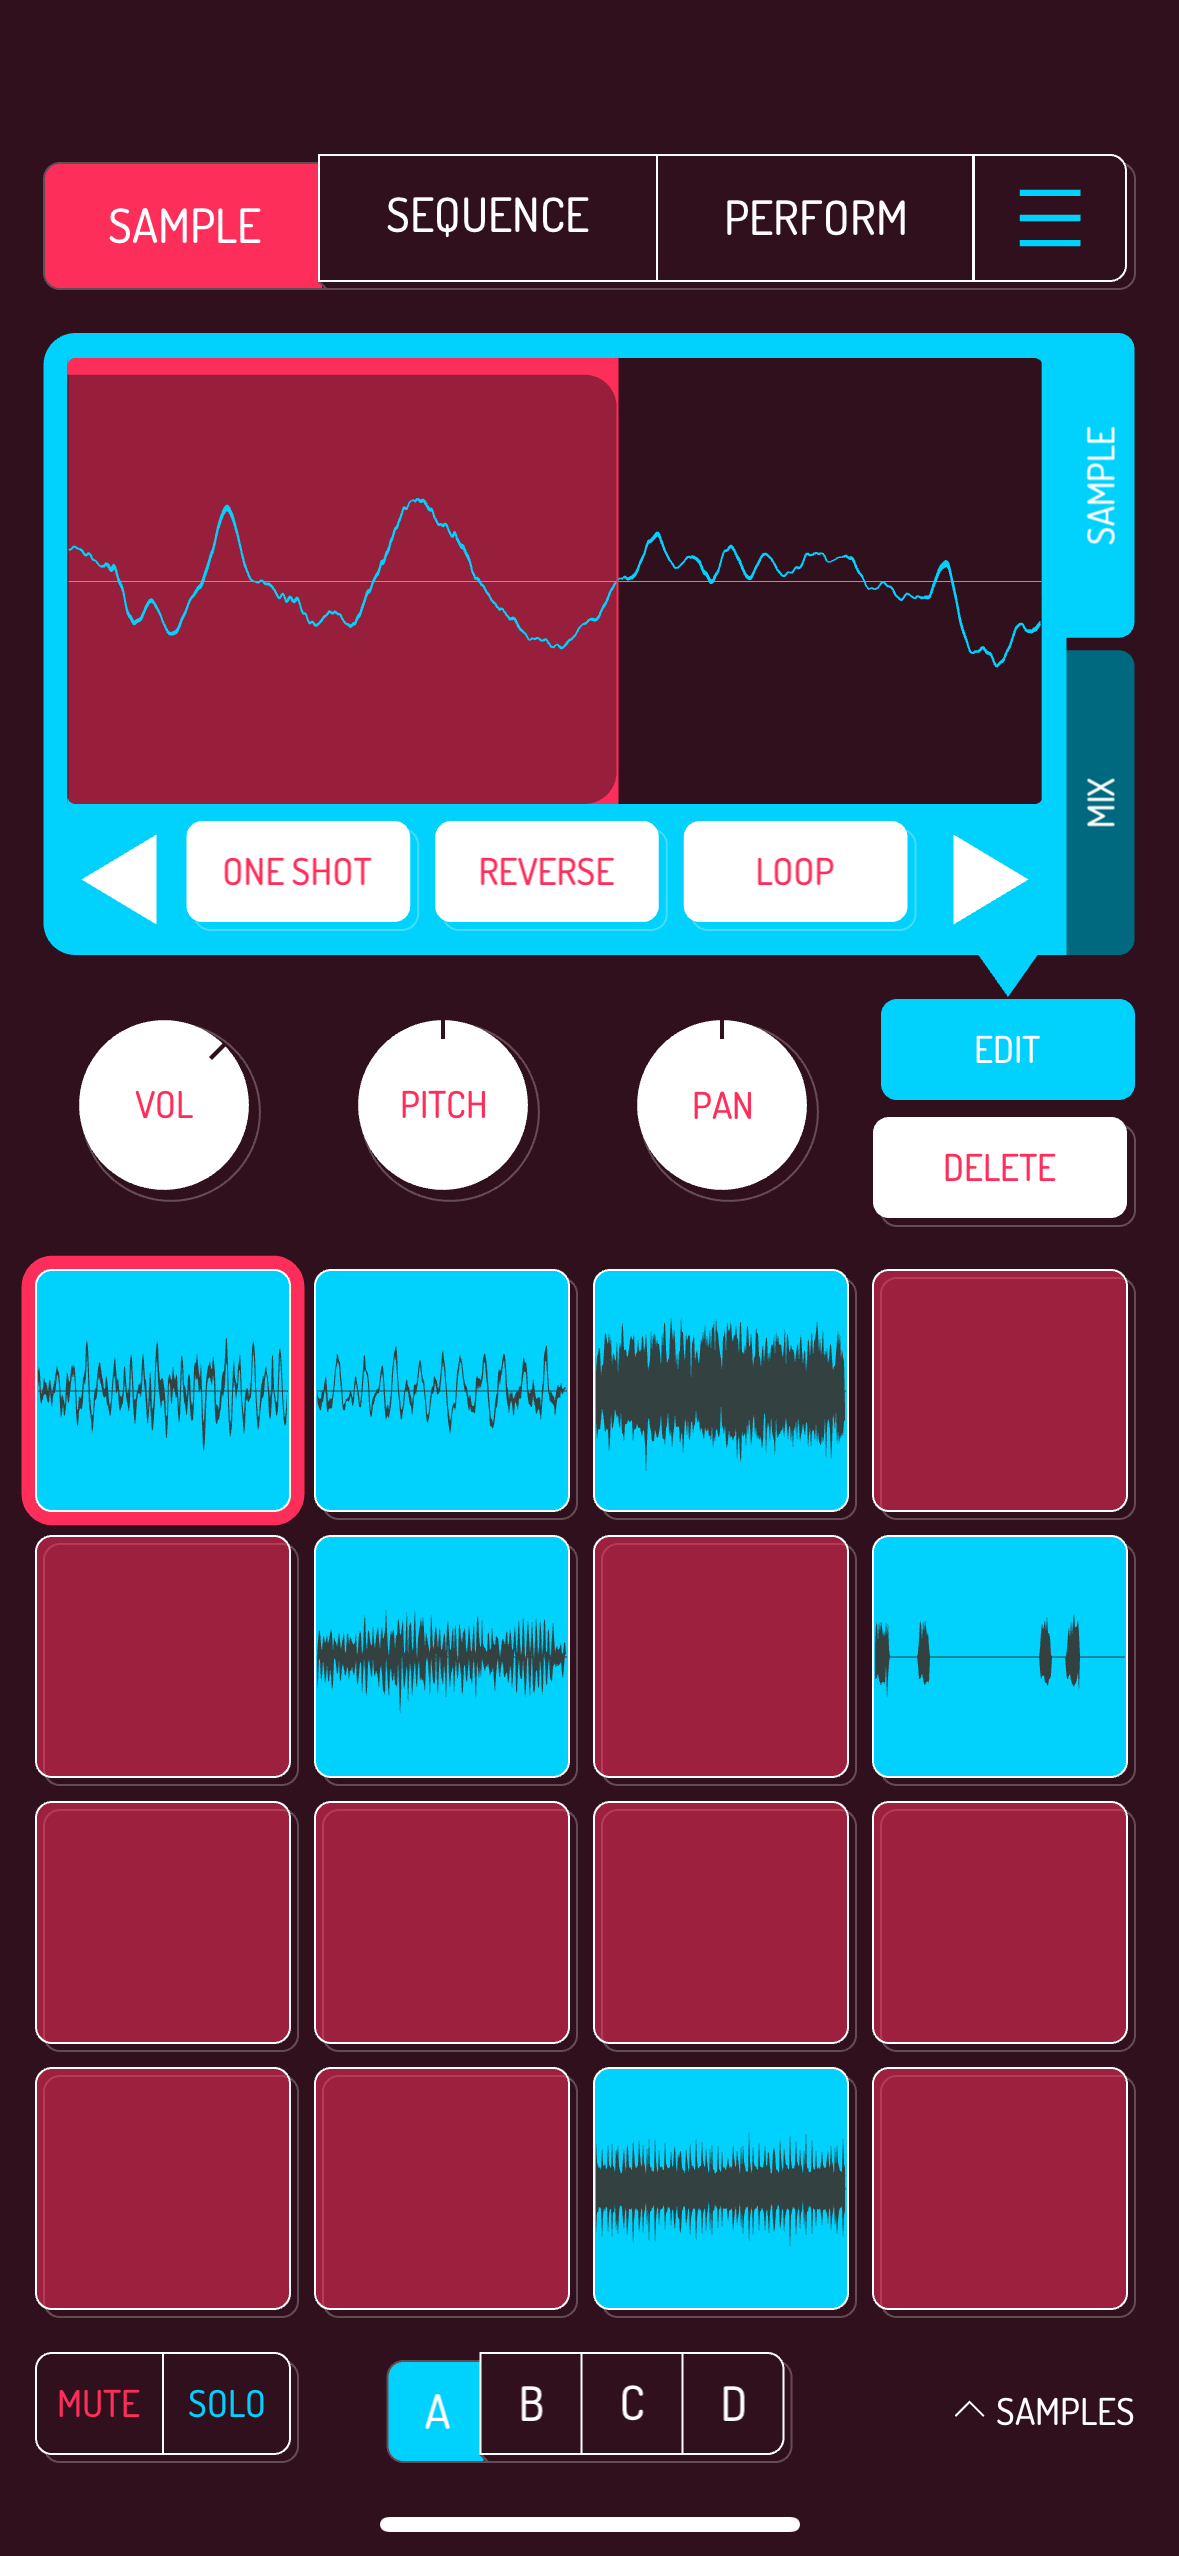 SAMPLE SEQUENCE PERFORM
SAMPLE
MIX
ONE SHOT REVERSE LOOP
VOL PITCH PAN EDIT
DELETE
MUTE SOLO A B C D SAMPLES